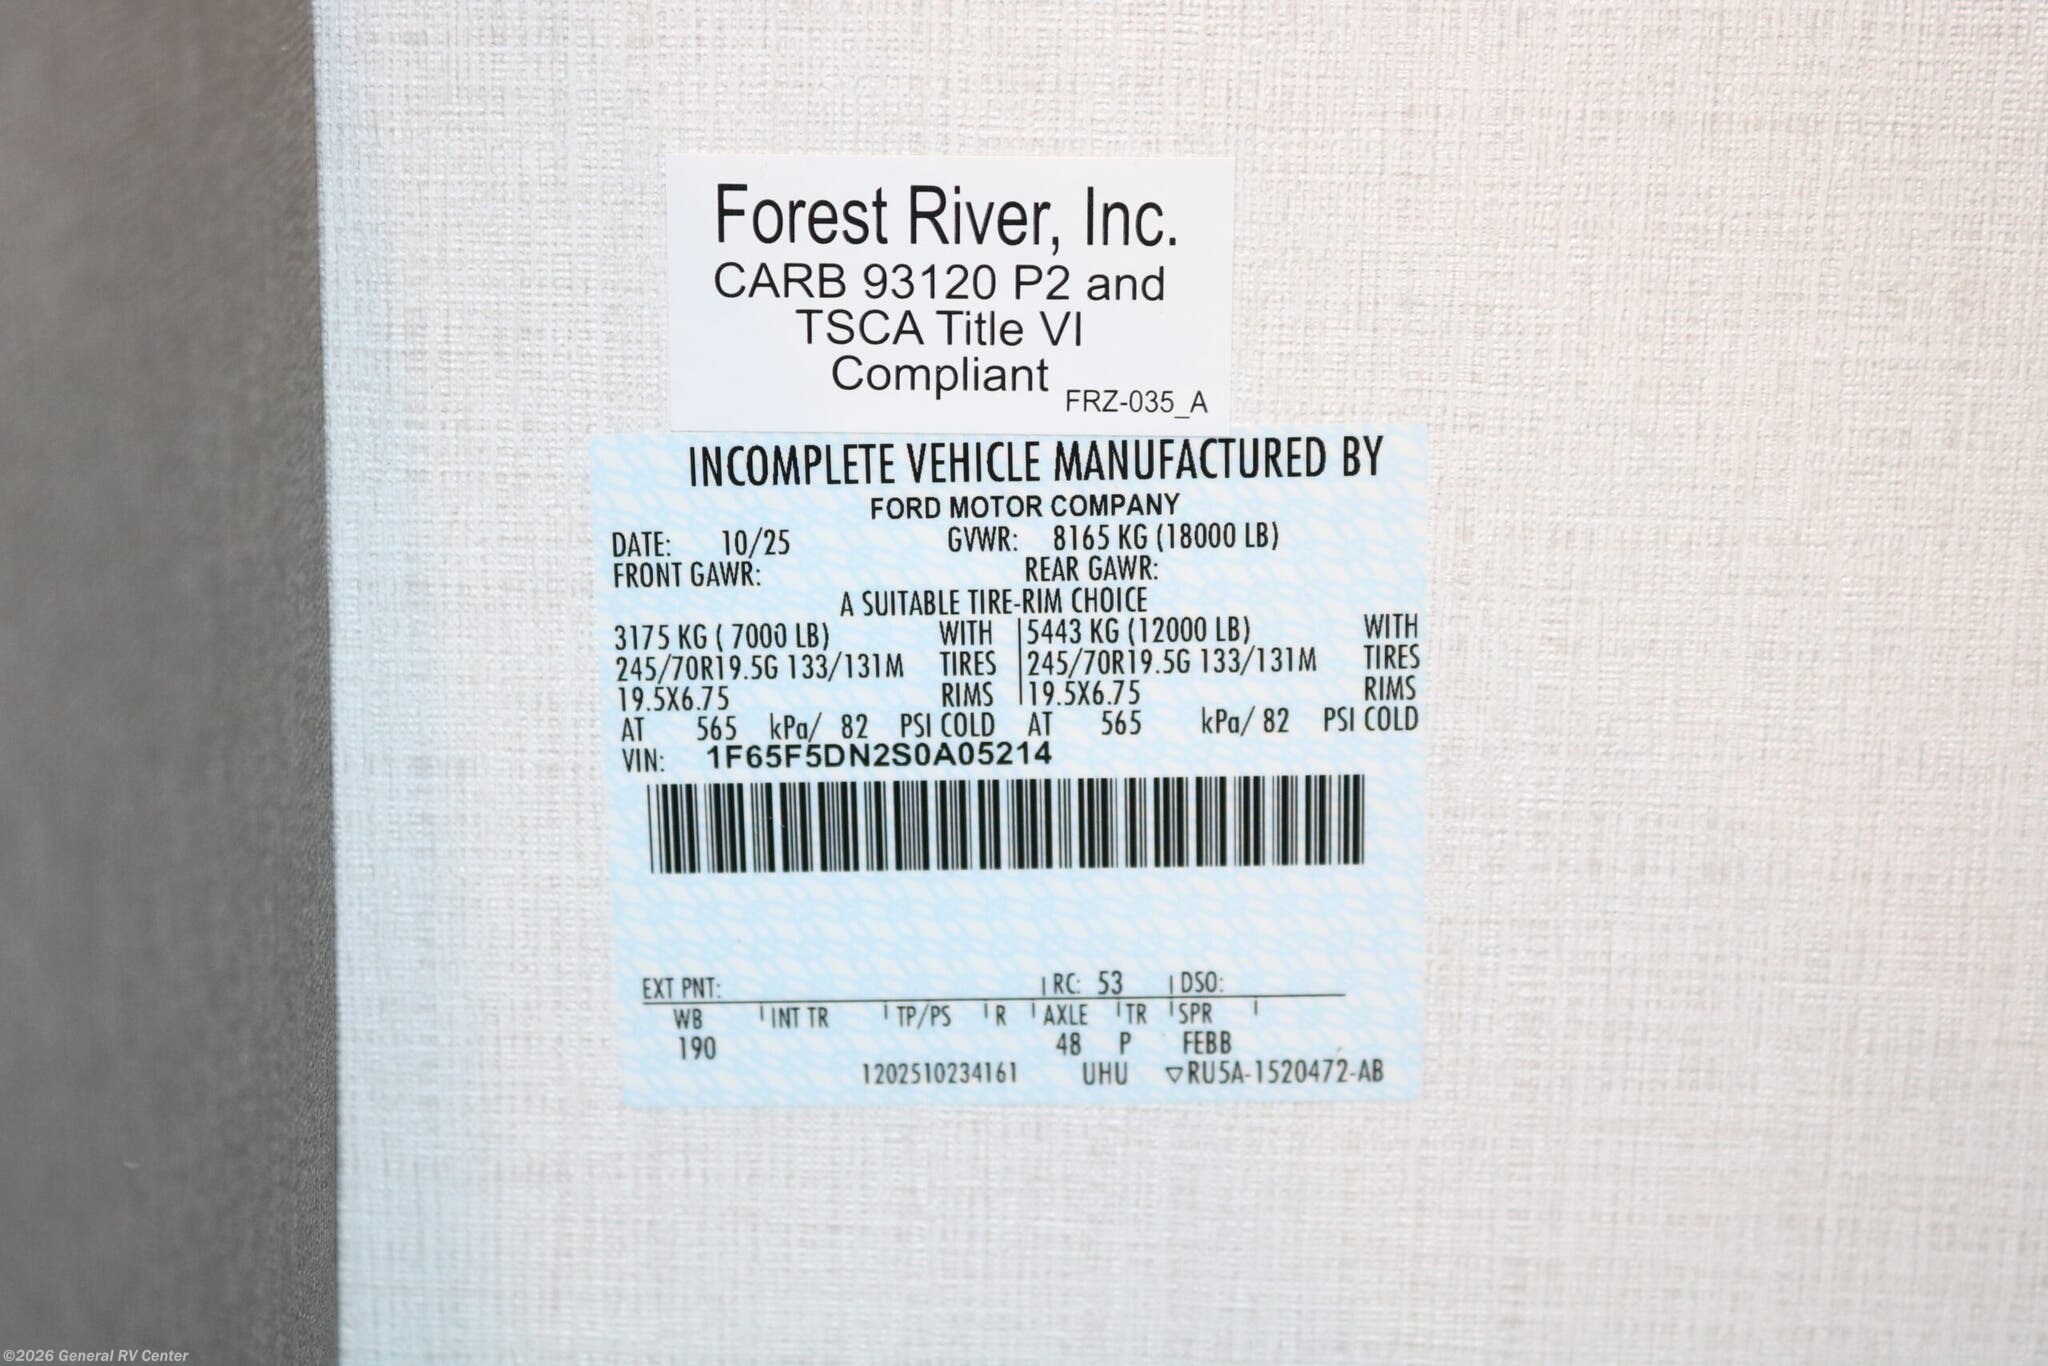 Forest River, Inc.
CARB 93120 P2 and
TSCA Title VI
Compliant
FRZ-035_A
INCOMPLETE VEHICLE MANUFACTURED BY
FORD MOTOR COMPANY
DATE: 10/25 GVWR: 8165 KG (18000 LB)
FRONT GAWR: REAR GAWR:
A SUITABLE TIRE-RIM CHOICE
3175 KG ( 7000 LB) WITH | 5443 KG (12000 LB) WITH
245/70R19.5G 133/131M TIRES | 245/70R19.5G 133/131M TIRES
19.5X6.75 RIMS | 19.5X6.75 RIMS
AT 565 kPa/ 82 PSI COLD AT 565 kPa/ 82 PSI COLD
VIN: 1F65F5DN2S0A05214
EXT PNT: | RC: 53 | DSO:
WB | INT TR | TP/PS | R | AXLE | TR | SPR |
190 48 P FEBB
1202510234161 UHU ▽RU5A-1520472-AB
©2026 General RV Center